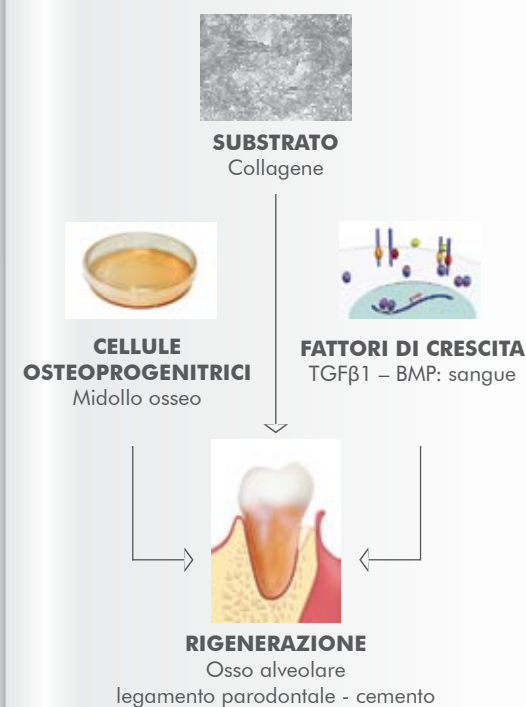 SUBSTRATO
Collagene
CELLULE
OSTEOPROGENITRICI
Midollo osseo
FATTORI DI CRESCITA
TGFβ1 – BMP: sangue
RIGENERAZIONE
Osso alveolare
legamento parodontale - cemento